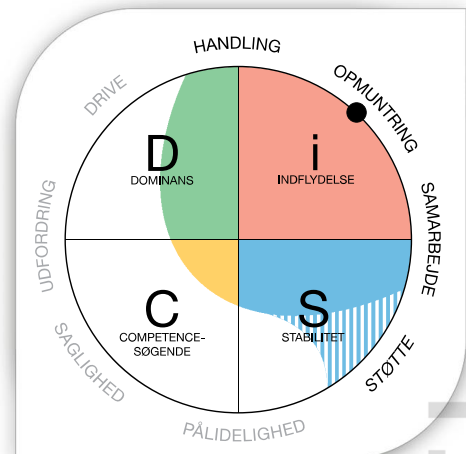 HANDLING
DRIVE
OPMUNTRING
D
DOMINANS
i
INDFLYDELSE
UDFORDRING
SAMARBEJDE
C
COMPETENCE-
SØGENDE
S
STABILITET
SAGLIGHED
STØTTE
PÅLIDELIGHED